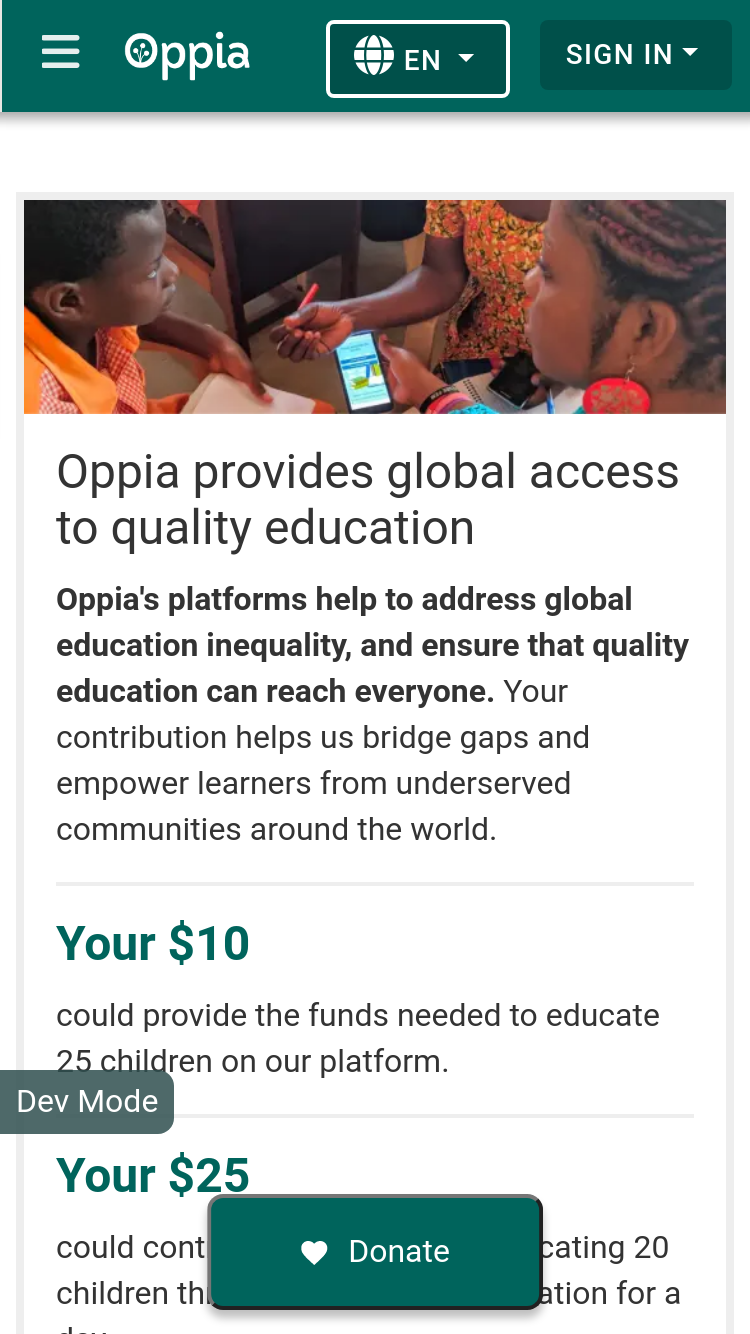 Oppia
EN
SIGN IN
Oppia provides global access
to quality education
Oppia's platforms help to address global
education inequality, and ensure that quality
education can reach everyone. Your
contribution helps us bridge gaps and
empower learners from underserved
communities around the world.
Your $10
could provide the funds needed to educate
25 children on our platform.
Dev Mode
Your $25
could cont cating 20
children th ation for a
Donate